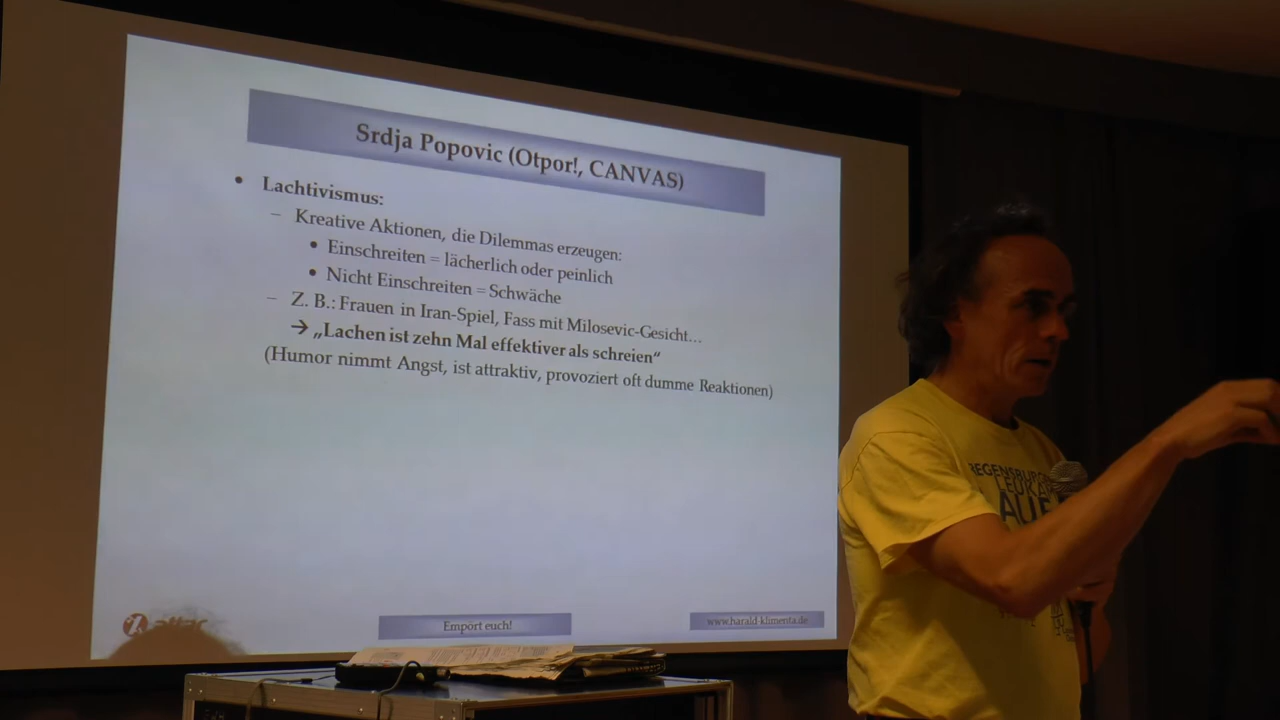 Srdja Popovic (Otpor!, CANVAS)
• Lachtivismus:
– Kreative Aktionen, die Dilemmas erzeugen:
• Einschreiten = lächerlich oder peinlich
• Nicht Einschreiten = Schwäche
– Z. B.: Frauen in Iran-Spiel, Fass mit Milosevic-Gesicht...
→ „Lachen ist zehn Mal effektiver als schreien“
(Humor nimmt Angst, ist attraktiv, provoziert oft dumme Reaktionen)
attac
Empört euch!
www.harald-klimenta.de